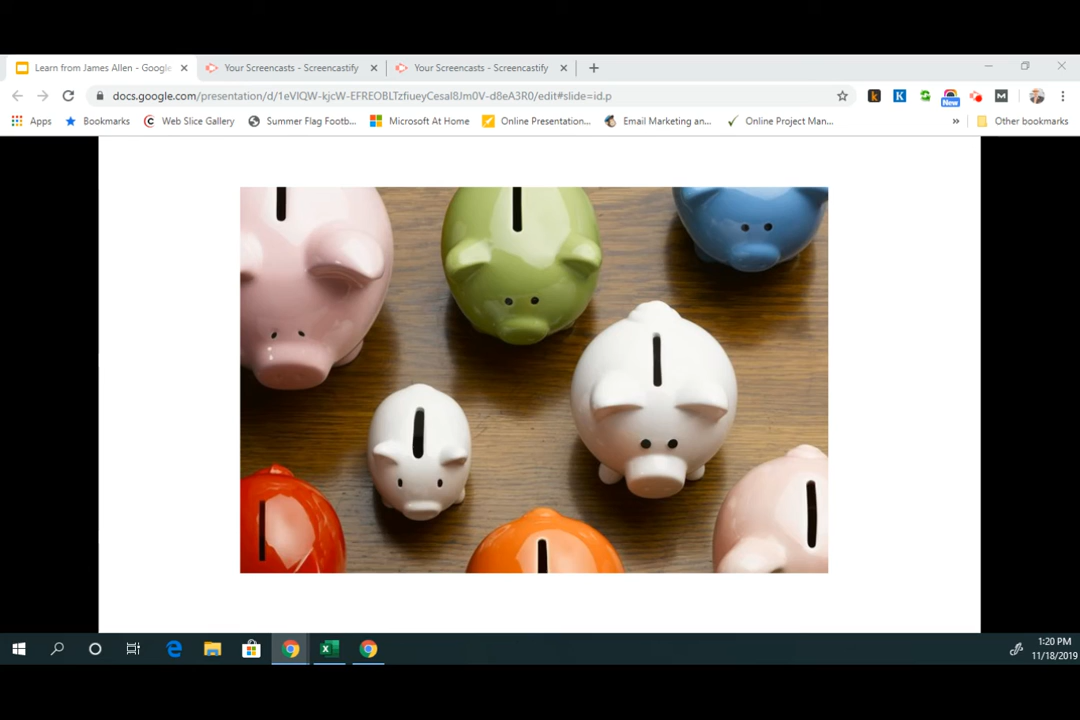 Learn from James Allen - Google
Your Screencasts - Screencastify
Your Screencasts - Screencastify
docs.google.com/presentation/d/1eVIQW-kjcW-EFREOBLTzfiueyCesaI8Jm0V-d8eA3R0/edit#slide=id.p
k
K
New
M
Apps
Bookmarks
Web Slice Gallery
Summer Flag Footb...
Microsoft At Home
Online Presentation...
Email Marketing an...
Online Project Man...
»
Other bookmarks
1:20 PM
11/18/2019